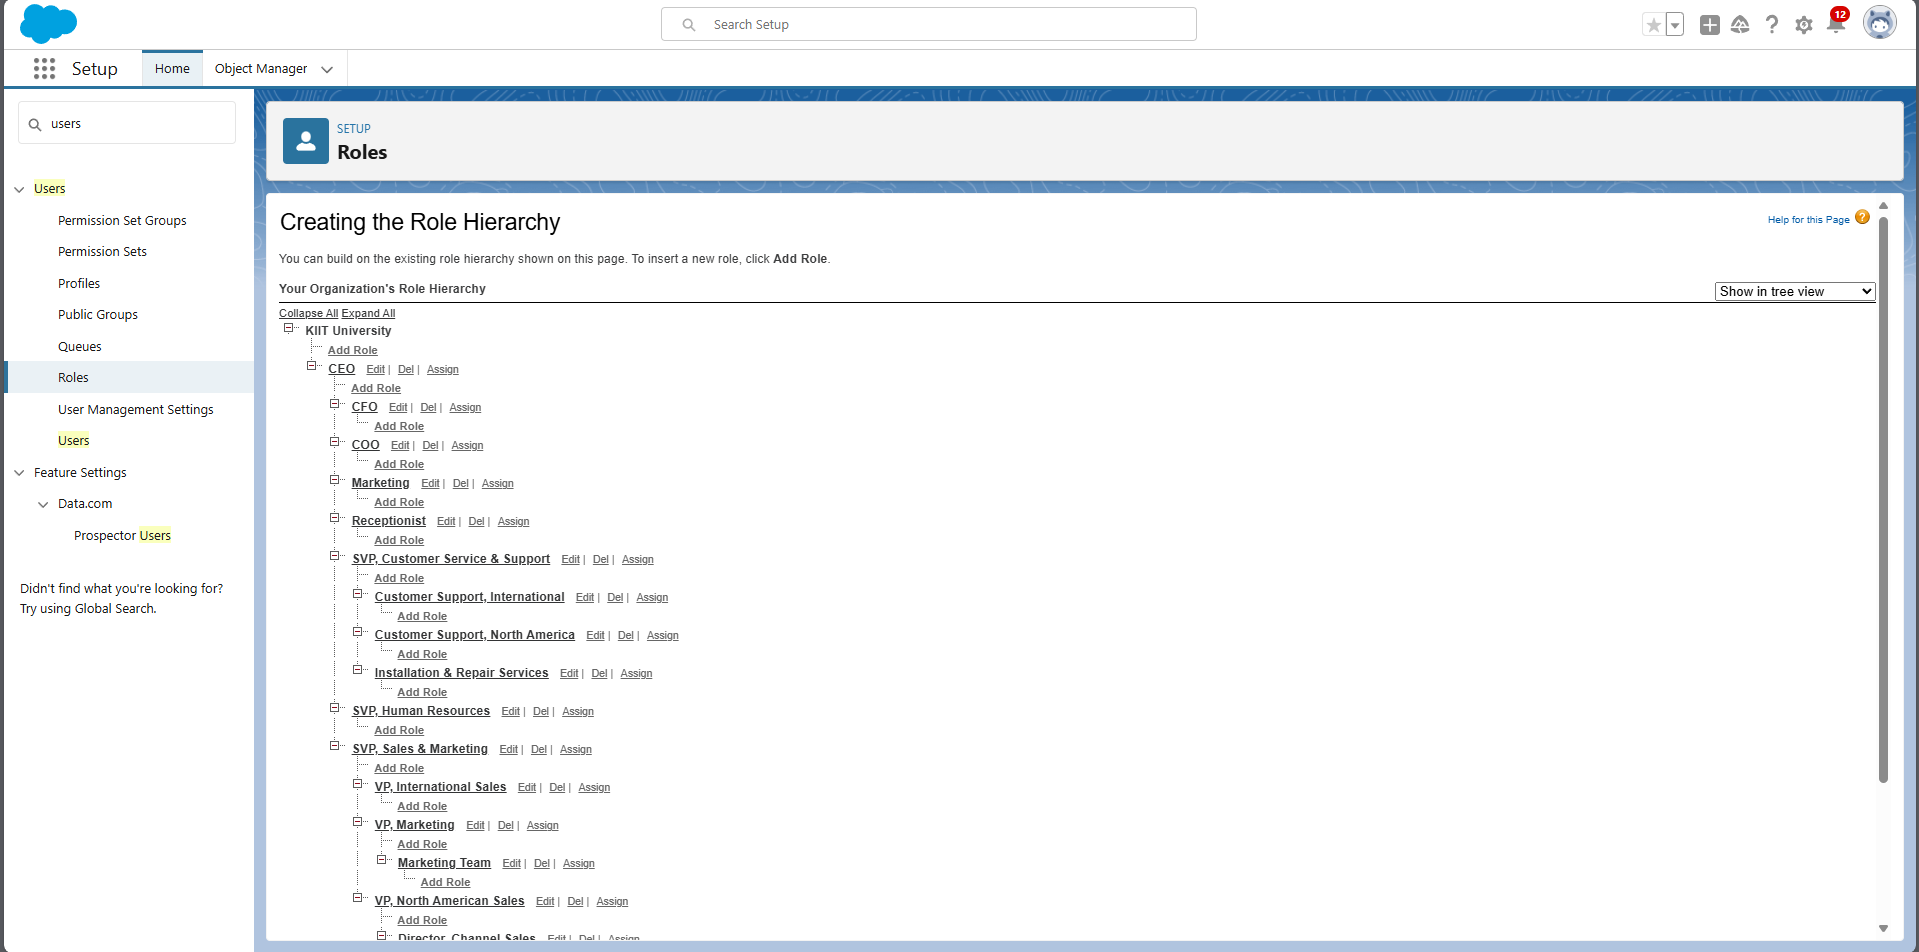 Search Setup
12
Setup
Home
Object Manager
users
Users
Permission Set Groups
Permission Sets
Profiles
Public Groups
Queues
Roles
User Management Settings
Users
Feature Settings
Data.com
Prospector Users
Didn't find what you're looking for?
Try using Global Search.
SETUP
Roles
Creating the Role Hierarchy
Help for this Page ?
You can build on the existing role hierarchy shown on this page. To insert a new role, click Add Role.
Your Organization's Role Hierarchy
Show in tree view
Collapse All Expand All
KIIT University
Add Role
CEO Edit | Del | Assign
Add Role
CFO Edit | Del | Assign
Add Role
COO Edit | Del | Assign
Add Role
Marketing Edit | Del | Assign
Add Role
Receptionist Edit | Del | Assign
Add Role
SVP, Customer Service & Support Edit | Del | Assign
Add Role
Customer Support, International Edit | Del | Assign
Add Role
Customer Support, North America Edit | Del | Assign
Add Role
Installation & Repair Services Edit | Del | Assign
Add Role
SVP, Human Resources Edit | Del | Assign
Add Role
SVP, Sales & Marketing Edit | Del | Assign
Add Role
VP, International Sales Edit | Del | Assign
Add Role
VP, Marketing Edit | Del | Assign
Add Role
Marketing Team Edit | Del | Assign
Add Role
VP, North American Sales Edit | Del | Assign
Add Role
Director, Channel Sales Edit | Del | Assign